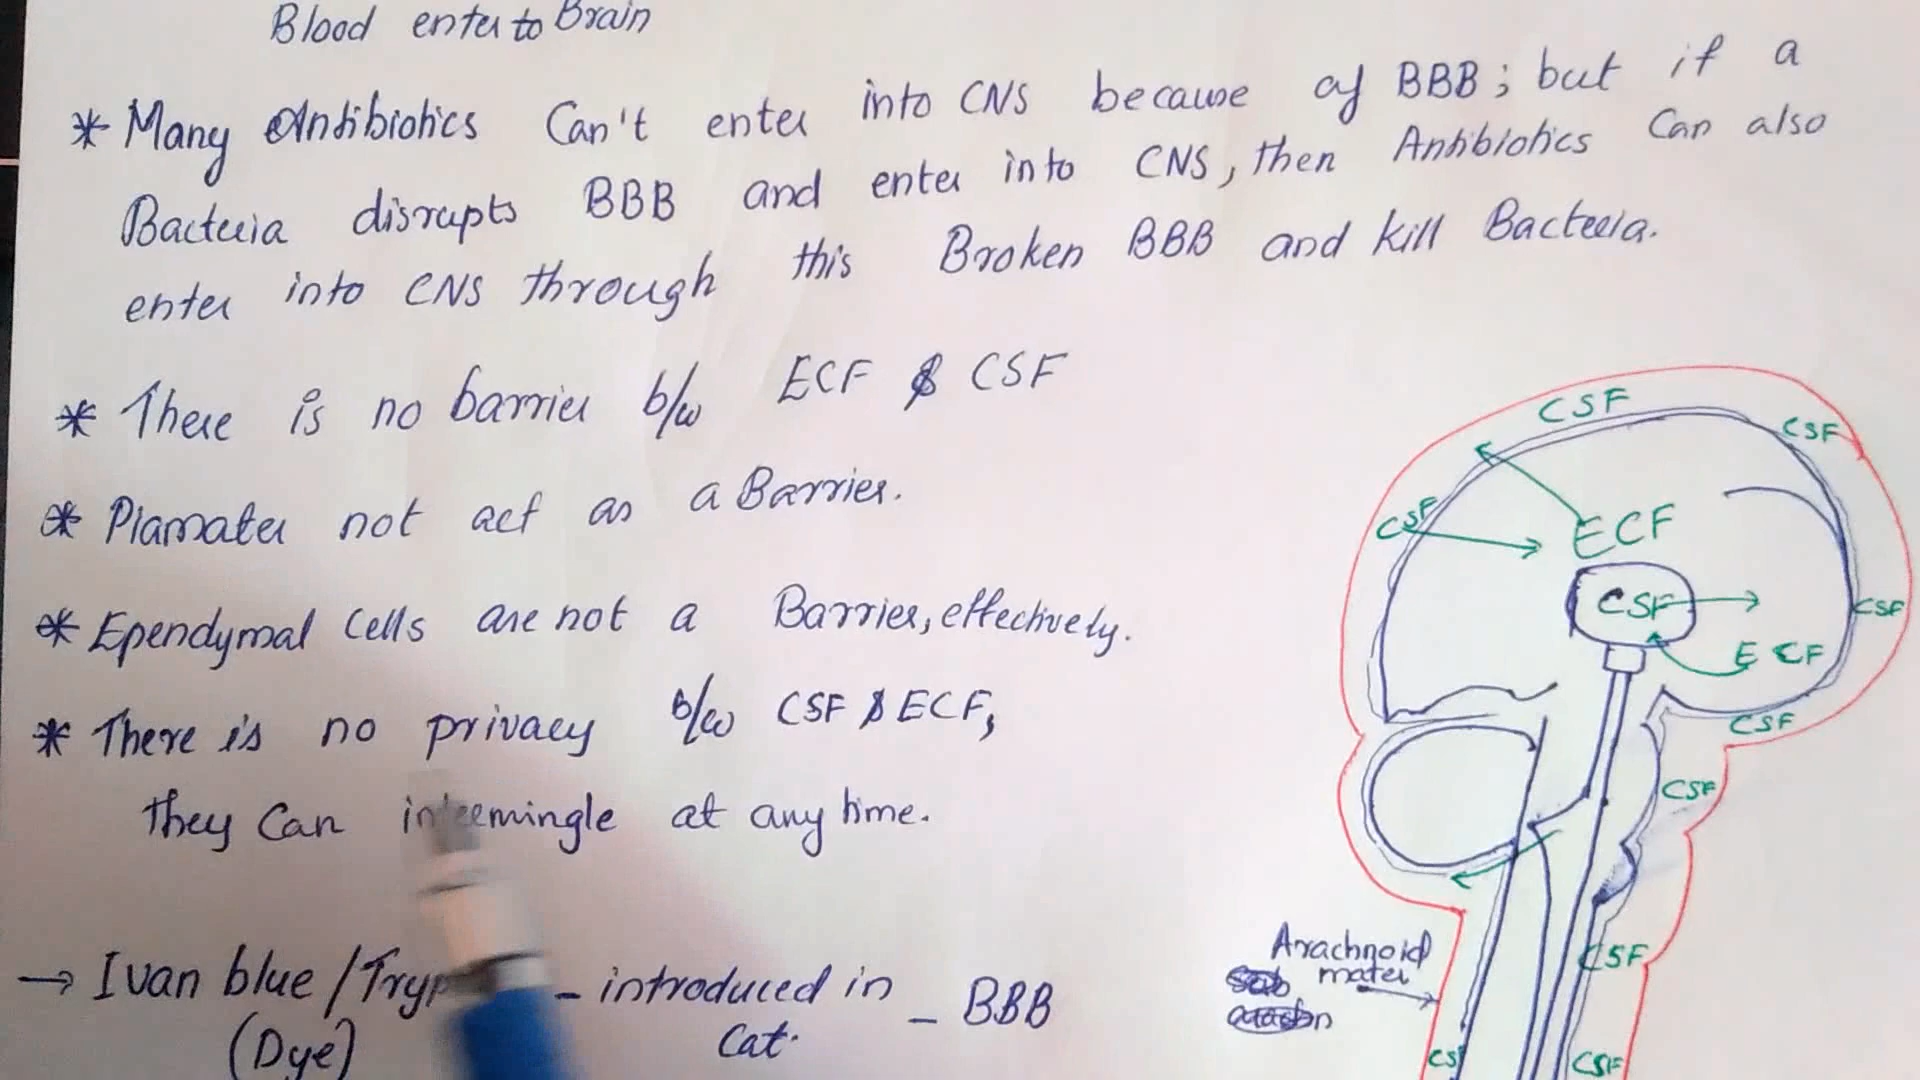 Blood enter to Brain
* Many Antibiotics Can't enter into CNS because of BBB; but if a
Bacteria disrupts BBB and enter into CNS, then Antibiotics Can also
enter into CNS through this Broken BBB and kill Bacteria.
* There is no barrier b/w ECF & CSF
* Piamater not act as a Barrier.
* Ependymal Cells are not a Barrier, effectively.
* There is no privacy b/w CSF & ECF,
They Can intermingle at any time.
→ Ivan blue / - introduced in - BBB
(Dye) Cat.
CSF
CSF
CSF
ECF
CSF
CSF
ECF
CSF
CSF
Arachnoid
mater
CSF
CSF
CSF